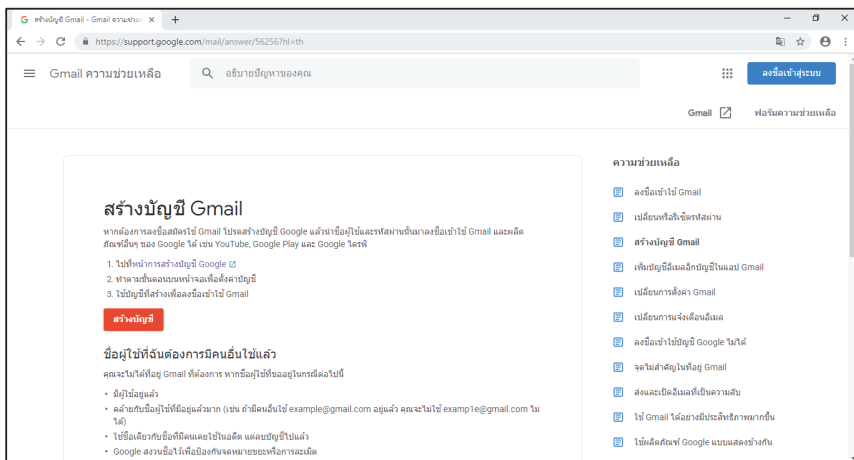 สร้างบัญชี Gmail - Gmail ความช่วย
https://support.google.com/mail/answer/56256?hl=th
Gmail ความช่วยเหลือ
อธิบายปัญหาของคุณ
ลงชื่อเข้าสู่ระบบ
Gmail
ฟอรัมความช่วยเหลือ
สร้างบัญชี Gmail
หากต้องการลงชื่อสมัครใช้ Gmail โปรดสร้างบัญชี Google แล้วนำชื่อผู้ใช้และรหัสผ่านนั้นมาลงชื่อเข้าใช้ Gmail และผลิต
ภัณฑ์อื่นๆ ของ Google ได้ เช่น YouTube, Google Play และ Google ไดรฟ์
1. ไปที่หน้าการสร้างบัญชี Google
2. ทำตามขั้นตอนบนหน้าจอเพื่อตั้งค่าบัญชี
3. ใช้บัญชีที่สร้างเพื่อลงชื่อเข้าใช้ Gmail
สร้างบัญชี
ชื่อผู้ใช้ที่ฉันต้องการมีคนอื่นใช้แล้ว
คุณจะไม่ได้ที่อยู่ Gmail ที่ต้องการ หากชื่อผู้ใช้ที่ขออยู่ในกรณีต่อไปนี้
• มีผู้ใช้อยู่แล้ว
• คล้ายกับชื่อผู้ใช้ที่มีอยู่แล้วมาก (เช่น ถ้ามีคนอื่นใช้ example@gmail.com อยู่แล้ว คุณจะไม่ใช้ examp1e@gmail.com ไม่
ได้)
• ใช้ชื่อเดียวกับชื่อที่มีคนเคยใช้ในอดีต แต่ลบบัญชีไปแล้ว
• Google สงวนชื่อไว้เพื่อป้องกันจดหมายขยะหรือการละเมิด
ความช่วยเหลือ
ลงชื่อเข้าใช้ Gmail
เปลี่ยนหรือรีเซ็ตรหัสผ่าน
สร้างบัญชี Gmail
เพิ่มบัญชีอีเมลอีกบัญชีในแอป Gmail
เปลี่ยนการตั้งค่า Gmail
เปลี่ยนการแจ้งเตือนอีเมล
ลงชื่อเข้าใช้บัญชี Google ไม่ได้
จุดไม่สำคัญในที่อยู่ Gmail
ส่งและเปิดอีเมลที่เป็นความลับ
ใช้ Gmail ได้อย่างมีประสิทธิภาพมากขึ้น
ใช้ผลิตภัณฑ์ Google แบบแสดงข้างกัน